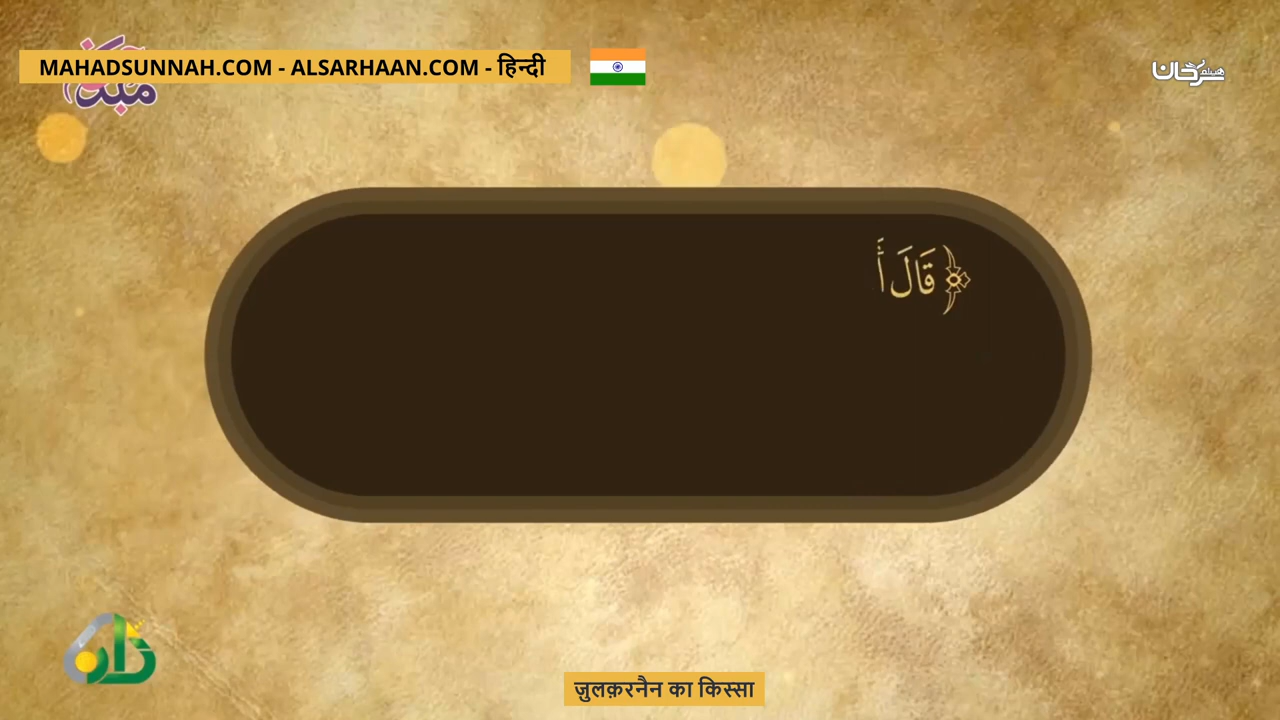 MAHADSUNNAH.COM - ALSARHAAN.COM - हिन्दी
﴿قَالَ أَ
ज़ुलक़रनैन का किस्सा